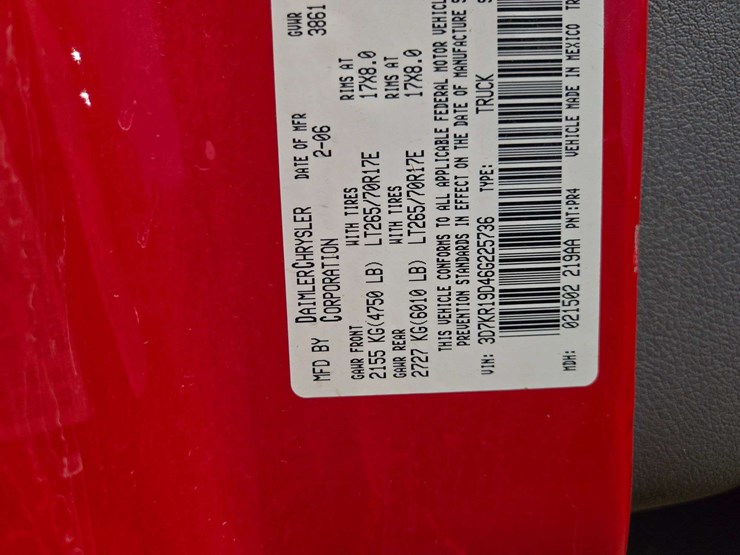 MFD BY DAIMLERCHRYSLER CORPORATION DATE OF MFR 2-06 GVWR 3861
GAWR FRONT WITH TIRES RIMS AT
2155 KG(4750 LB) LT265/70R17E 17X8.0
GAWR REAR WITH TIRES RIMS AT
2727 KG(6010 LB) LT265/70R17E 17X8.0
THIS VEHICLE CONFORMS TO ALL APPLICABLE FEDERAL MOTOR VEHICL
PREVENTION STANDARDS IN EFFECT ON THE DATE OF MANUFACTURE S
VIN: 3D7KR19D46G225736 TYPE: TRUCK S
MDH: 021502 219AA PNT:PR4 VEHICLE MADE IN MEXICO TR